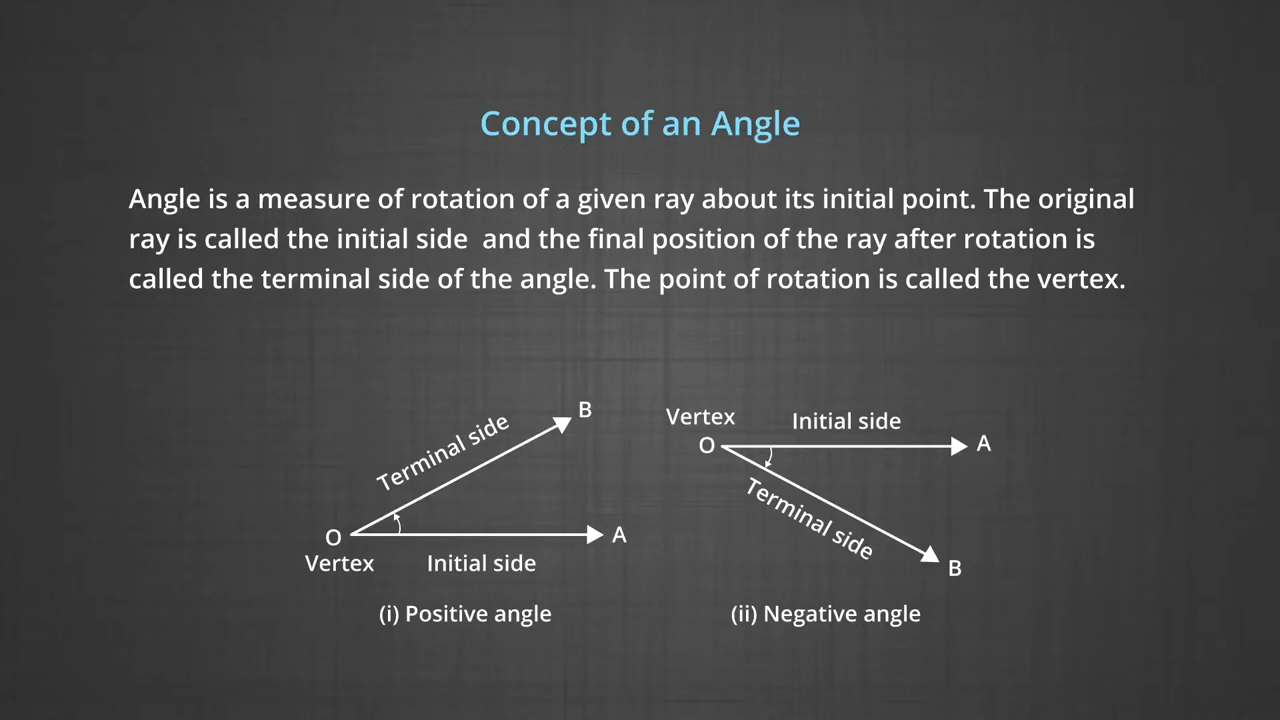 Concept of an Angle
Angle is a measure of rotation of a given ray about its initial point. The original
ray is called the initial side  and the final position of the ray after rotation is
called the terminal side of the angle. The point of rotation is called the vertex.
B
Terminal side
O
A
Vertex
Initial side
(i) Positive angle
Vertex
Initial side
O
A
Terminal side
B
(ii) Negative angle